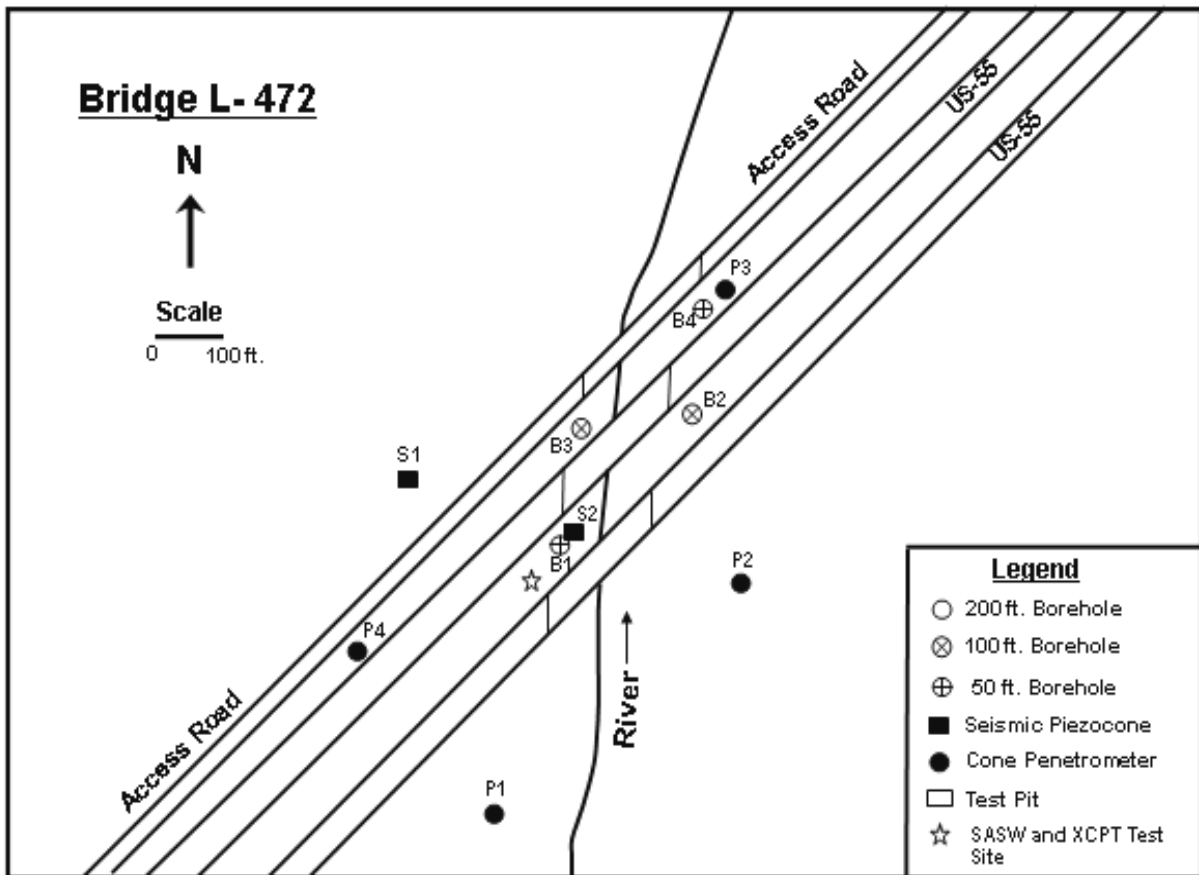 Bridge L- 472
N
Scale
0 100 ft.
Access Road
US-55
US-55
P3
B4
B2
B3
S1
S2
B1
P2
P4
River
Access Road
P1
Legend
200 ft. Borehole
100 ft. Borehole
50 ft. Borehole
Seismic Piezocone
Cone Penetrometer
Test Pit
SASW and XCPT Test
Site